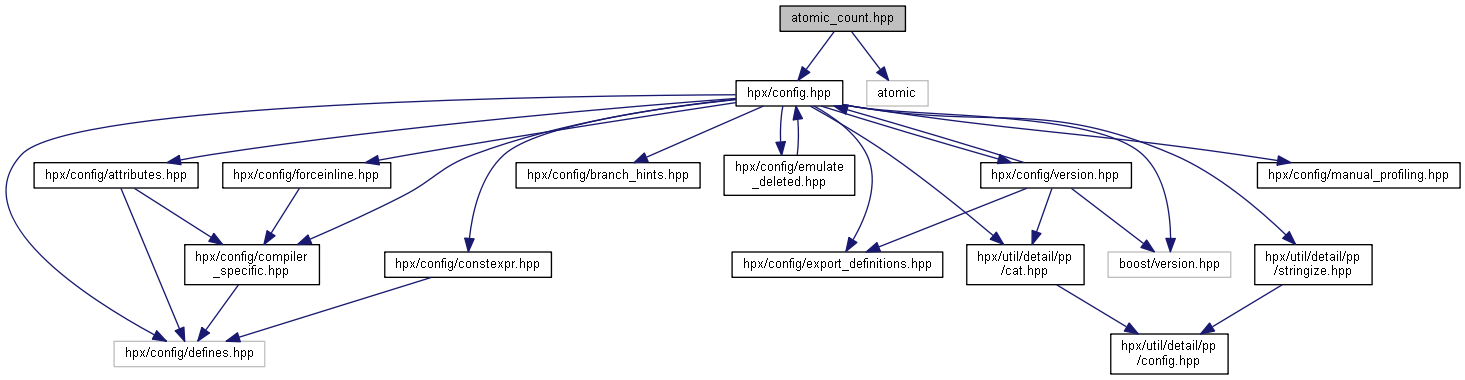 atomic_count.hpp
hpx/config.hpp
atomic
hpx/config/attributes.hpp
hpx/config/forceinline.hpp
hpx/config/branch_hints.hpp
hpx/config/emulate
_deleted.hpp
hpx/config/version.hpp
hpx/config/manual_profiling.hpp
hpx/config/compiler
_specific.hpp
hpx/config/constexpr.hpp
hpx/config/export_definitions.hpp
hpx/util/detail/pp
/cat.hpp
boost/version.hpp
hpx/util/detail/pp
/stringize.hpp
hpx/config/defines.hpp
hpx/util/detail/pp
/config.hpp